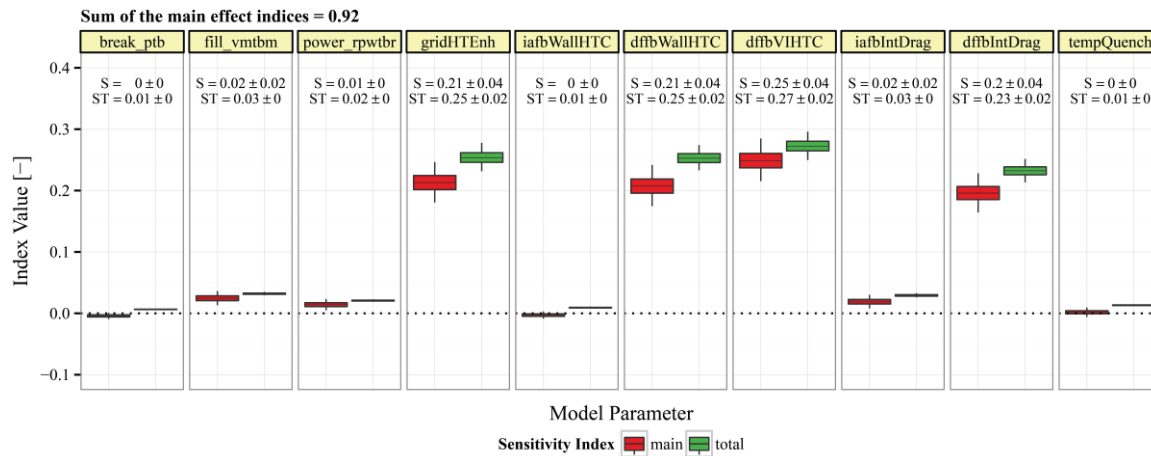 Sum of the main effect indices = 0.92
break_ptb fill_vmtbm power_rpwtbr gridHTEnh iafbWallHTC dffbWallHTC dffbVIHTC iafbIntDrag dffbIntDrag tempQuench
S = 0 ± 0 S = 0.02 ± 0.02 S = 0.01 ± 0 S = 0.21 ± 0.04 S = 0 ± 0 S = 0.21 ± 0.04 S = 0.25 ± 0.04 S = 0.02 ± 0.02 S = 0.2 ± 0.04 S = 0 ± 0
ST = 0.01 ± 0 ST = 0.03 ± 0 ST = 0.02 ± 0 ST = 0.25 ± 0.02 ST = 0.01 ± 0 ST = 0.25 ± 0.02 ST = 0.27 ± 0.02 ST = 0.03 ± 0 ST = 0.23 ± 0.02 ST = 0.01 ± 0
Index Value [−]
0.4
0.3
0.2
0.1
0.0
−0.1
Model Parameter
Sensitivity Index main total